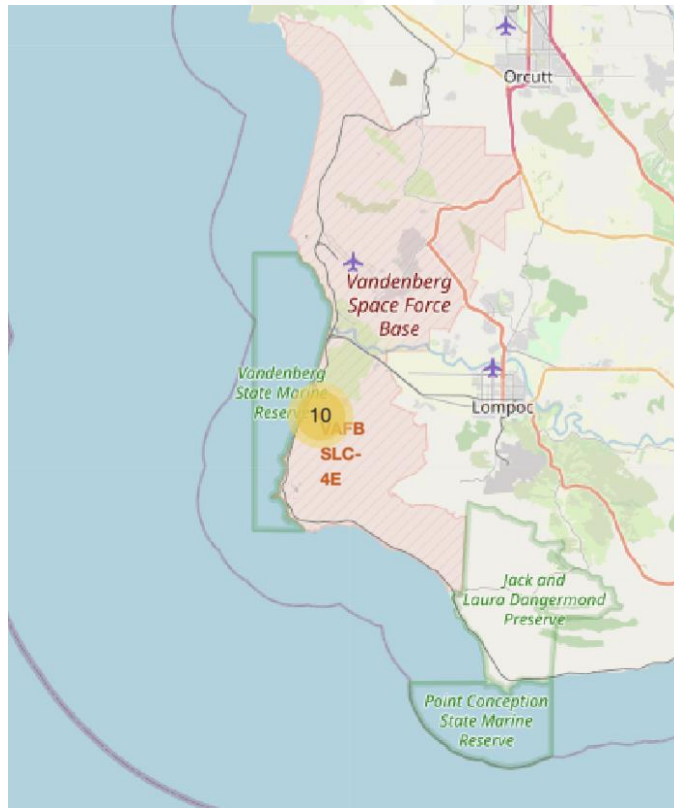 Orcutt
Vandenberg
Space Force
Base
Vandenberg
State Marine
Reserve
10
VAFB
SLC-
4E
Lompoc
Jack and
Laura Dangermond
Preserve
Point Conception
State Marine
Reserve